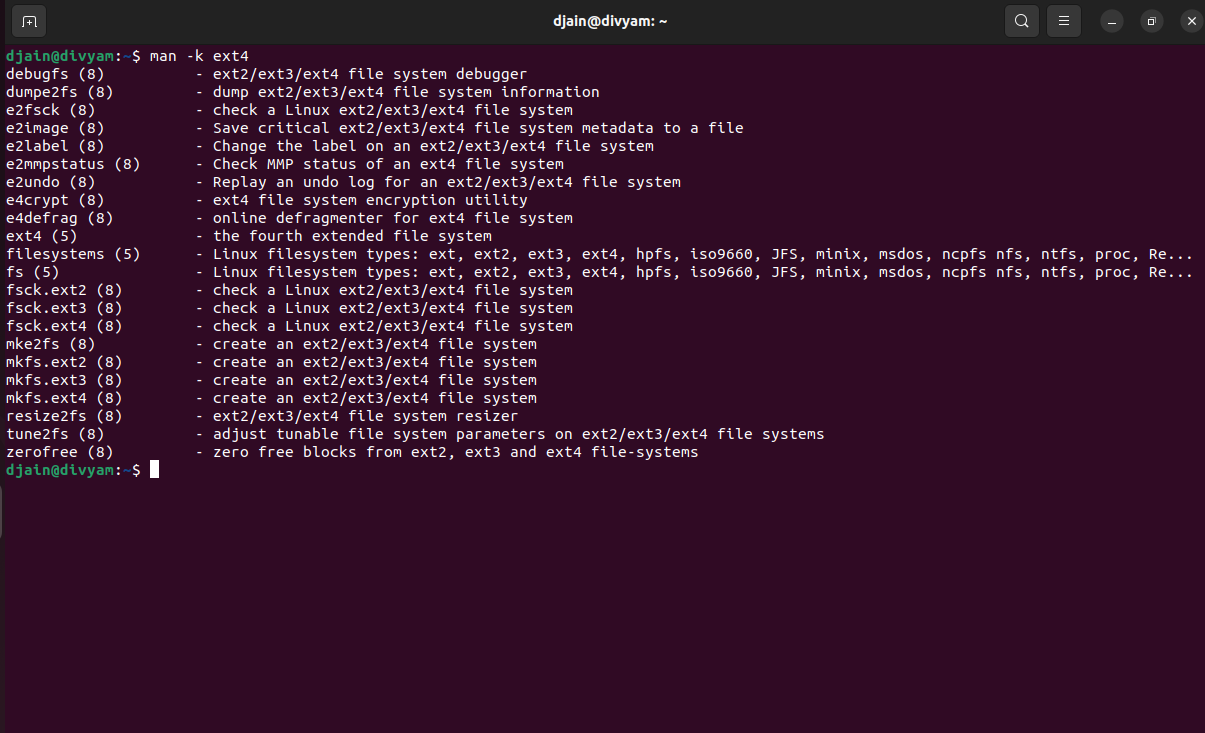 djain@divyam: ~
djain@divyam:~$ man -k ext4
debugfs (8)          - ext2/ext3/ext4 file system debugger
dumpe2fs (8)         - dump ext2/ext3/ext4 file system information
e2fsck (8)           - check a Linux ext2/ext3/ext4 file system
e2image (8)          - Save critical ext2/ext3/ext4 file system metadata to a file
e2label (8)          - Change the label on an ext2/ext3/ext4 file system
e2mmpstatus (8)      - Check MMP status of an ext4 file system
e2undo (8)           - Replay an undo log for an ext2/ext3/ext4 file system
e4crypt (8)          - ext4 file system encryption utility
e4defrag (8)         - online defragmenter for ext4 file system
ext4 (5)             - the fourth extended file system
filesystems (5)      - Linux filesystem types: ext, ext2, ext3, ext4, hpfs, iso9660, JFS, minix, msdos, ncpfs nfs, ntfs, proc, Re...
fs (5)               - Linux filesystem types: ext, ext2, ext3, ext4, hpfs, iso9660, JFS, minix, msdos, ncpfs nfs, ntfs, proc, Re...
fsck.ext2 (8)        - check a Linux ext2/ext3/ext4 file system
fsck.ext3 (8)        - check a Linux ext2/ext3/ext4 file system
fsck.ext4 (8)        - check a Linux ext2/ext3/ext4 file system
mke2fs (8)           - create an ext2/ext3/ext4 file system
mkfs.ext2 (8)        - create an ext2/ext3/ext4 file system
mkfs.ext3 (8)        - create an ext2/ext3/ext4 file system
mkfs.ext4 (8)        - create an ext2/ext3/ext4 file system
resize2fs (8)        - ext2/ext3/ext4 file system resizer
tune2fs (8)          - adjust tunable file system parameters on ext2/ext3/ext4 file systems
zerofree (8)         - zero free blocks from ext2, ext3 and ext4 file-systems
djain@divyam:~$